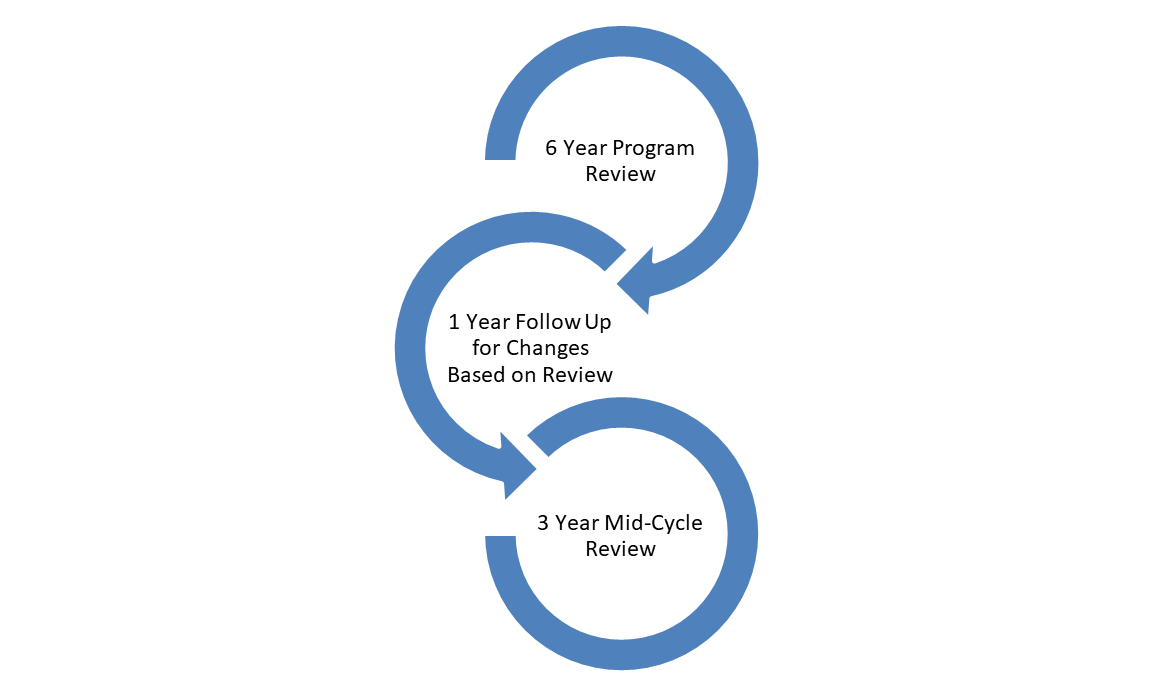 6 Year Program
Review
1 Year Follow Up
for Changes
Based on Review
3 Year Mid-Cycle
Review